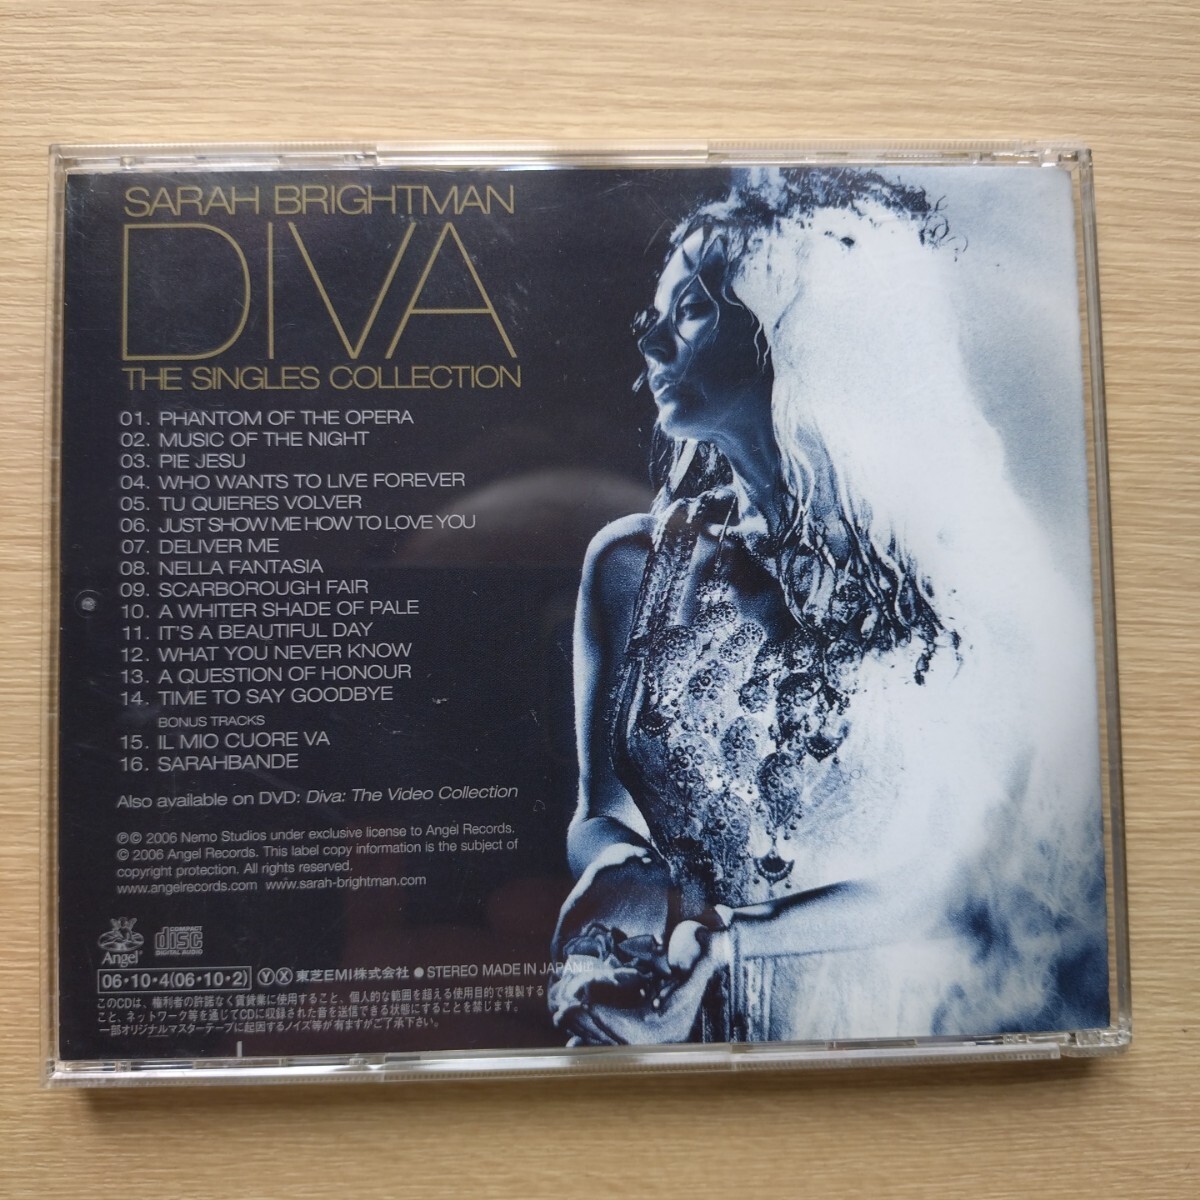 SARAH BRIGHTMAN
DIVA
THE SINGLES COLLECTION
01. PHANTOM OF THE OPERA
02. MUSIC OF THE NIGHT
03. PIE JESU
04. WHO WANTS TO LIVE FOREVER
05. TU QUIERES VOLVER
06. JUST SHOW ME HOW TO LOVE YOU
07. DELIVER ME
08. NELLA FANTASIA
09. SCARBOROUGH FAIR
10. A WHITER SHADE OF PALE
11. IT'S A BEAUTIFUL DAY
12. WHAT YOU NEVER KNOW
13. A QUESTION OF HONOUR
14. TIME TO SAY GOODBYE
BONUS TRACKS
15. IL MIO CUORE VA
16. SARAHBANDE
Also available on DVD: Diva: The Video Collection
℗© 2006 Nemo Studios under exclusive license to Angel Records.
© 2006 Angel Records. This label copy information is the subject of
copyright protection. All rights reserved.
www.angelrecords.com www.sarah-brightman.com
Angel®
COMPACT disc DIGITAL AUDIO
06・10・4(06・10・2) Ⓨ Ⓧ 東芝EMI株式会社 ● STEREO MADE IN JAPAN
このCDは、権利者の許諾なく賃貸業に使用すること、個人的な範囲を超える使用目的で複製する
こと、ネットワーク等を通じてCDに収録された音を送信できる状態にすることを禁じます。
一部オリジナルマスターテープに起因するノイズ等が有りますがご了承下さい。